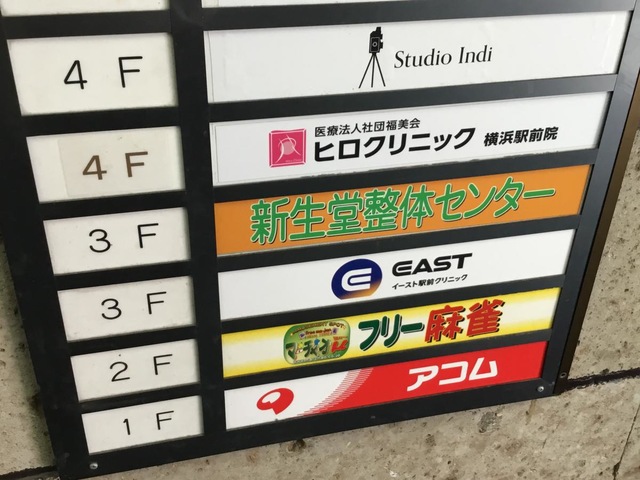 4F Studio Indi
医療法人社団福美会
4F ヒロクリニック 横浜駅前院
3F 新生堂整体センター
3F EAST
イースト駅前クリニック
2F フリー麻雀
1F アコム